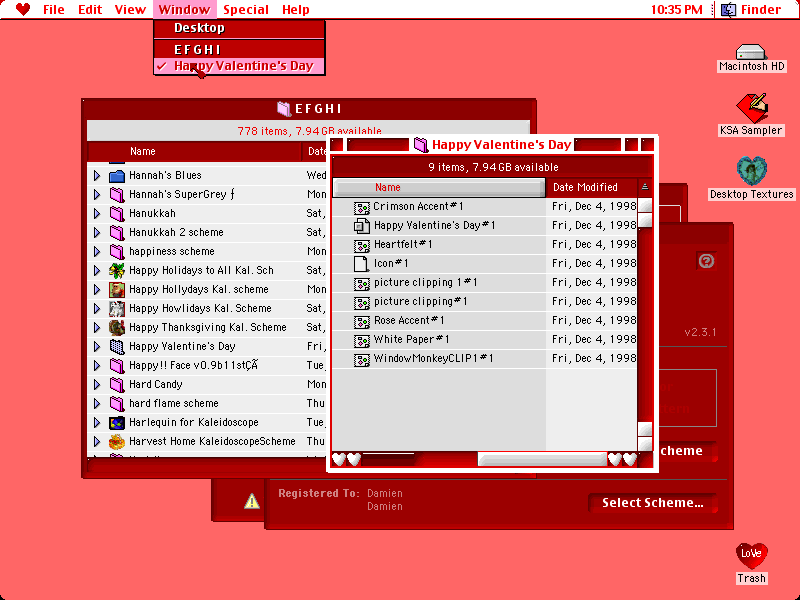 File Edit View Window Special Help 10:35 PM Finder
Desktop
E F G H I
✓ Happy Valentine's Day
Macintosh HD
KSA Sampler
Desktop Textures
LoVe
Trash
E F G H I
778 items, 7.94 GB available
Name Date
Hannah's Blues Wed
Hannah's SuperGrey ƒ Mon
Hanukkah Sat,
Hanukkah 2 scheme Sat,
happiness scheme Mon
Happy Holidays to All Kal. Sch Sat,
Happy Hollydays Kal. scheme Mon
Happy Howlidays Kal. Scheme Sat,
Happy Thanksgiving Kal. Scheme Sat,
Happy Valentine's Day Fri,
Happy!! Face v0.9b11stÇÃ Tue,
Hard Candy Mon
hard flame scheme Thu
Harlequin for Kaleidoscope Tue,
Harvest Home KaleidoscopeScheme Thu
Happy Valentine's Day
9 items, 7.94 GB available
Name Date Modified
Crimson Accent#1 Fri, Dec 4, 1998
Happy Valentine's Day#1 Fri, Dec 4, 1998
Heartfelt#1 Fri, Dec 4, 1998
Icon#1 Fri, Dec 4, 1998
picture clipping 1#1 Fri, Dec 4, 1998
picture clipping#1 Fri, Dec 4, 1998
Rose Accent#1 Fri, Dec 4, 1998
White Paper#1 Fri, Dec 4, 1998
WindowMonkeyCLIP1#1 Fri, Dec 4, 1998
v2.3.1
cheme
Registered To: Damien
Damien
Select Scheme...